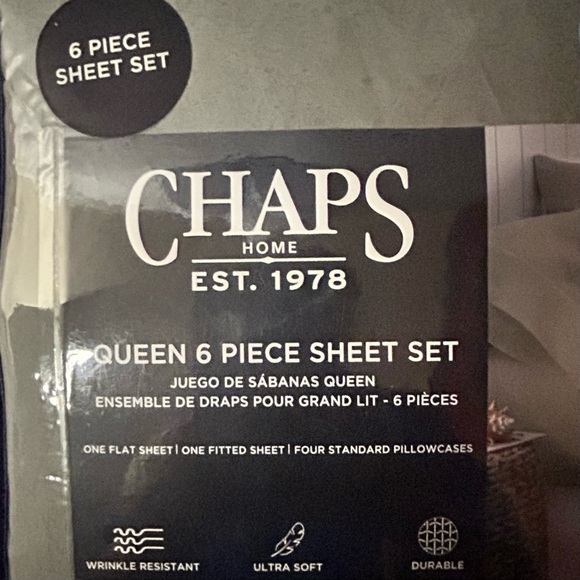 6 PIECE
SHEET SET
CHAPS
HOME
EST. 1978
QUEEN 6 PIECE SHEET SET
JUEGO DE SÁBANAS QUEEN
ENSEMBLE DE DRAPS POUR GRAND LIT - 6 PIÈCES
ONE FLAT SHEET | ONE FITTED SHEET | FOUR STANDARD PILLOWCASES
WRINKLE RESISTANT ULTRA SOFT DURABLE